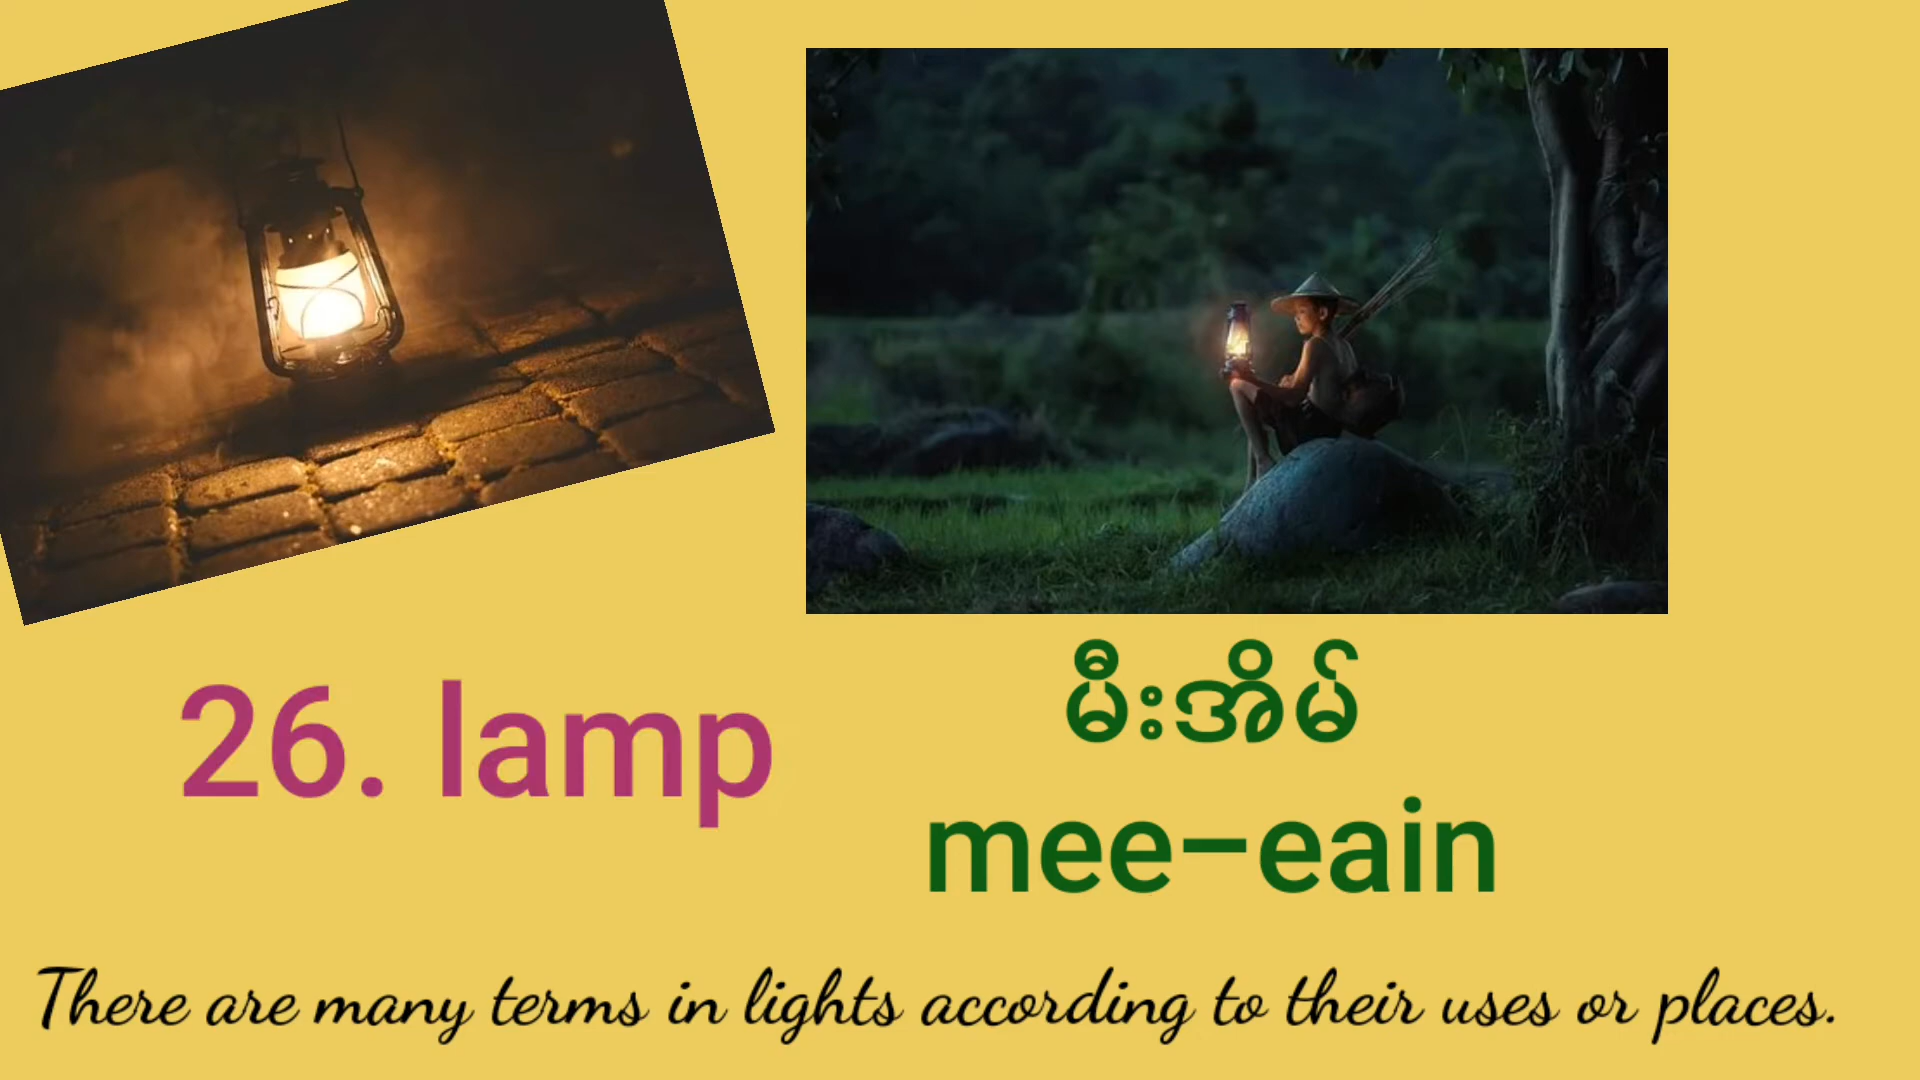 26. lamp
မီးအိမ်
mee-eain
There are many terms in lights according to their uses or places.